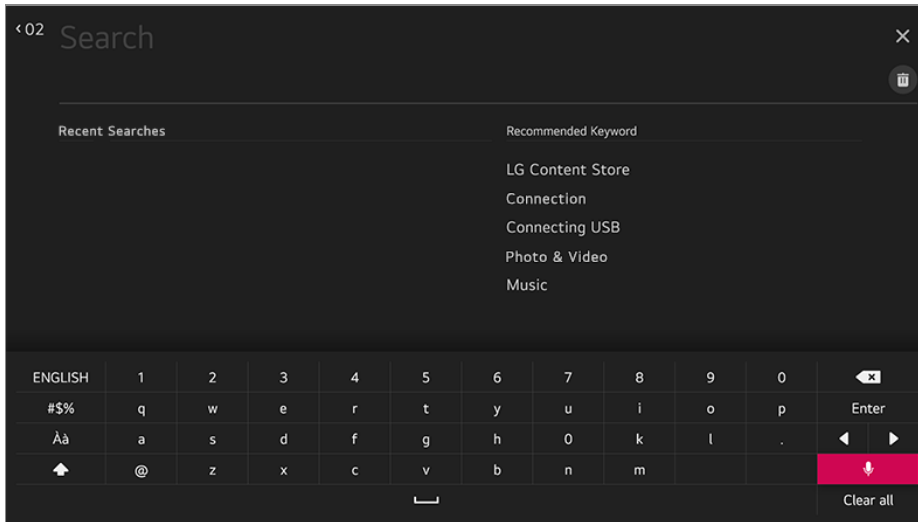 ‹02 Search
Recent Searches
Recommended Keyword
LG Content Store
Connection
Connecting USB
Photo & Video
Music
ENGLISH 1 2 3 4 5 6 7 8 9 0
#$% q w e r t y u i o p Enter
Àà a s d f g h 0 k l .
@ z x c v b n m
Clear all